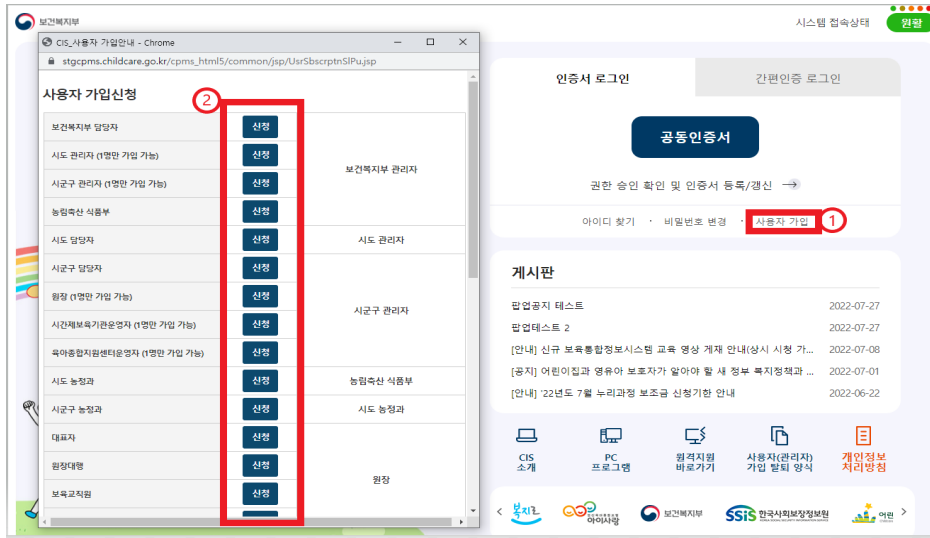 보건복지부
시스템 접속상태
원활
CIS_사용자 가입안내 - Chrome
stgcpms.childcare.go.kr/cpms_html5/common/jsp/UsrSbscrptnSlPu.jsp
사용자 가입신청
2
보건복지부 담당자 신청
시도 관리자 (1명만 가입 가능) 신청
보건복지부 관리자
시군구 관리자 (1명만 가입 가능) 신청
농림축산 식품부 신청
시도 담당자 신청 시도 관리자
시군구 담당자 신청
원장 (1명만 가입 가능) 신청
시군구 관리자
시간제보육기관운영자 (1명만 가입 가능) 신청
육아종합지원센터운영자 (1명만 가입 가능) 신청
시도 농정과 신청 농림축산 식품부
시군구 농정과 신청 시도 농정과
대표자 신청
원장대행 신청
원장
보육교직원 신청
인증서 로그인
간편인증 로그인
공동인증서
권한 승인 확인 및 인증서 등록/갱신 →
아이디 찾기 · 비밀번호 변경 · 사용자 가입
1
게시판
팝업공지 테스트 2022-07-27
팝업테스트 2 2022-07-27
[안내] 신규 보육통합정보시스템 교육 영상 게재 안내(상시 시청 가... 2022-07-08
[공지] 어린이집과 영유아 보호자가 알아야 할 새 정부 복지정책과 ... 2022-07-01
[안내] '22년도 7월 누리과정 보조금 신청기한 안내 2022-06-22
CIS
소개
PC
프로그램
원격지원
바로가기
사용자(관리자)
가입 탈퇴 양식
개인정보
처리방침
복지로
아이사랑
보건복지부
SSiS 한국사회보장정보원
어린